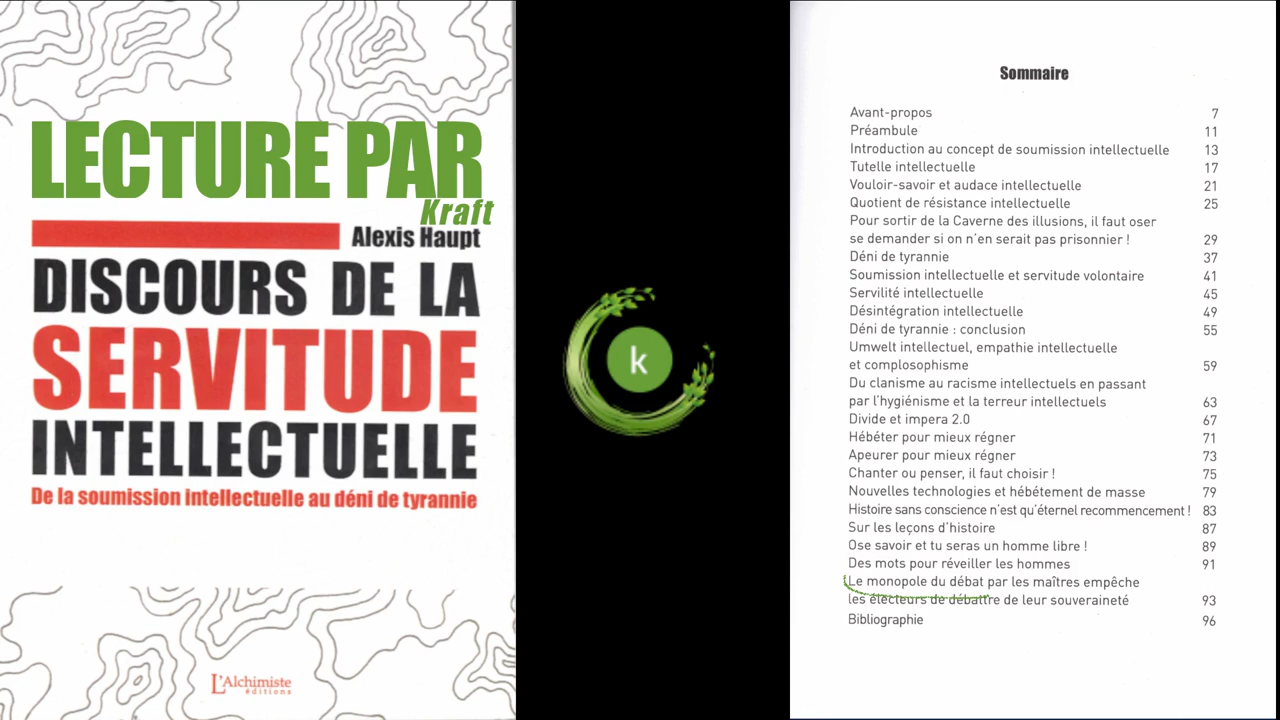 LECTURE PAR
Kraft
Alexis Haupt
DISCOURS DE LA
SERVITUDE
INTELLECTUELLE
De la soumission intellectuelle au déni de tyrannie
L'Alchimiste
éditions
k
Sommaire
Avant-propos 7
Préambule 11
Introduction au concept de soumission intellectuelle 13
Tutelle intellectuelle 17
Vouloir-savoir et audace intellectuelle 21
Quotient de résistance intellectuelle 25
Pour sortir de la Caverne des illusions, il faut oser
se demander si on n'en serait pas prisonnier ! 29
Déni de tyrannie 37
Soumission intellectuelle et servitude volontaire 41
Servilité intellectuelle 45
Désintégration intellectuelle 49
Déni de tyrannie : conclusion 55
Umwelt intellectuel, empathie intellectuelle
et complosophisme 59
Du clanisme au racisme intellectuels en passant
par l'hygiénisme et la terreur intellectuels 63
Divide et impera 2.0 67
Hébéter pour mieux régner 71
Apeurer pour mieux régner 73
Chanter ou penser, il faut choisir ! 75
Nouvelles technologies et hébétement de masse 79
Histoire sans conscience n'est qu'éternel recommencement ! 83
Sur les leçons d'histoire 87
Ose savoir et tu seras un homme libre ! 89
Des mots pour réveiller les hommes 91
Le monopole du débat par les maîtres empêche
les électeurs de débattre de leur souveraineté 93
Bibliographie 96